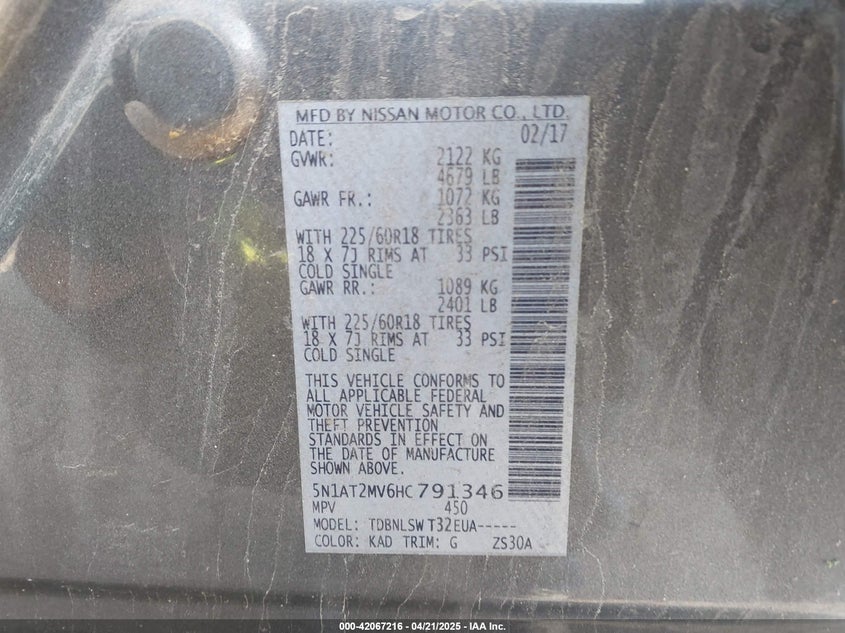 MFD BY NISSAN MOTOR CO., LTD.
DATE: 02/17
GVWR: 2122 KG
4679 LB
GAWR FR.: 1072 KG
2363 LB
WITH 225/60R18 TIRES
18 X 7J RIMS AT 33 PSI
COLD SINGLE
GAWR RR.: 1089 KG
2401 LB
WITH 225/60R18 TIRES
18 X 7J RIMS AT 33 PSI
COLD SINGLE
THIS VEHICLE CONFORMS TO
ALL APPLICABLE FEDERAL
MOTOR VEHICLE SAFETY AND
THEFT PREVENTION
STANDARDS IN EFFECT ON
THE DATE OF MANUFACTURE
SHOWN ABOVE.
5N1AT2MV6HC791346
MPV 450
MODEL: TDBNLSW T32EUA-----
COLOR: KAD TRIM: G ZS30A
000-42067216 - 04/21/2025 - IAA Inc.